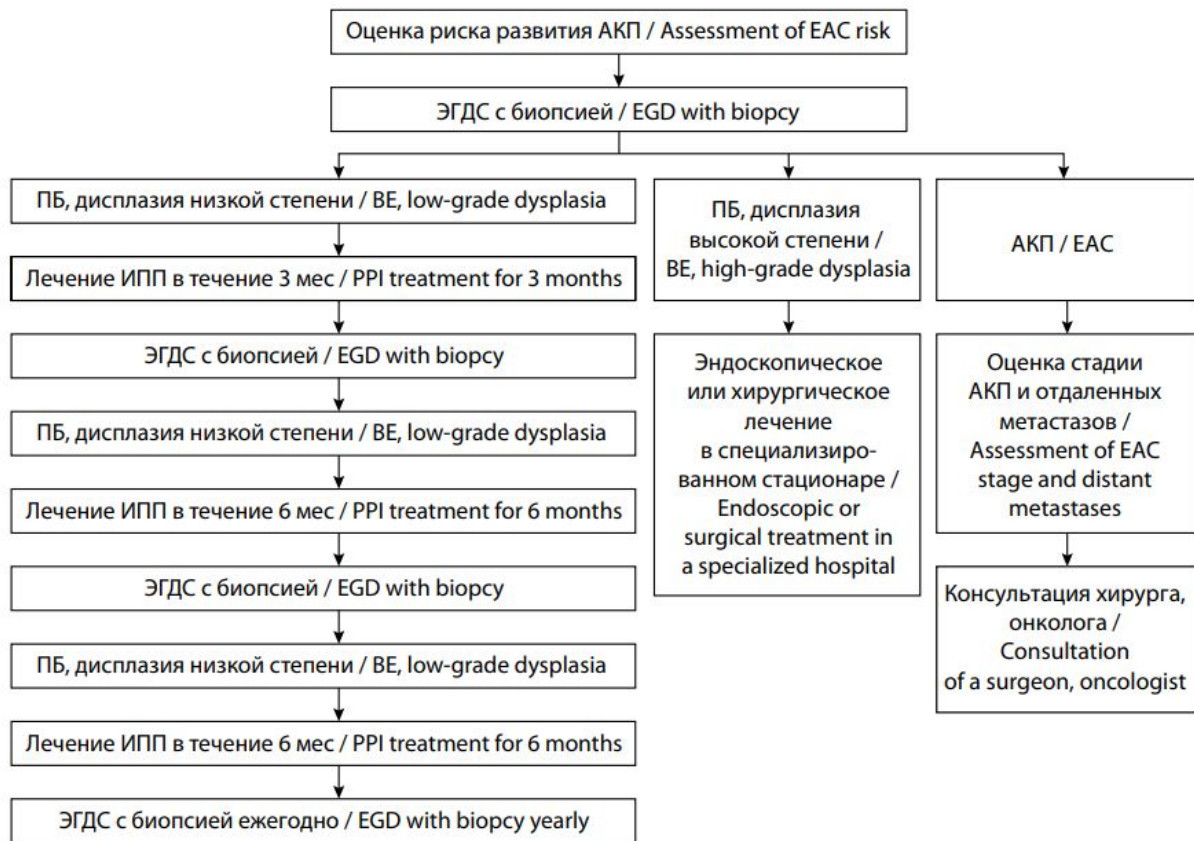 Оценка риска развития АКП / Assessment of EAC risk
ЭГДС с биопсией / EGD with biopcy
ПБ, дисплазия низкой степени / BE, low-grade dysplasia
Лечение ИПП в течение 3 мес / PPI treatment for 3 months
ЭГДС с биопсией / EGD with biopcy
ПБ, дисплазия низкой степени / BE, low-grade dysplasia
Лечение ИПП в течение 6 мес / PPI treatment for 6 months
ЭГДС с биопсией / EGD with biopcy
ПБ, дисплазия низкой степени / BE, low-grade dysplasia
Лечение ИПП в течение 6 мес / PPI treatment for 6 months
ЭГДС с биопсией ежегодно / EGD with biopcy yearly
ПБ, дисплазия
высокой степени /
BE, high-grade dysplasia
Эндоскопическое
или хирургическое
лечение
в специализиро-
ванном стационаре /
Endoscopic or
surgical treatment in
a specialized hospital
АКП / EAC
Оценка стадии
АКП и отдаленных
метастазов /
Assessment of EAC
stage and distant
metastases
Консультация хирурга,
онколога /
Consultation
of a surgeon, oncologist